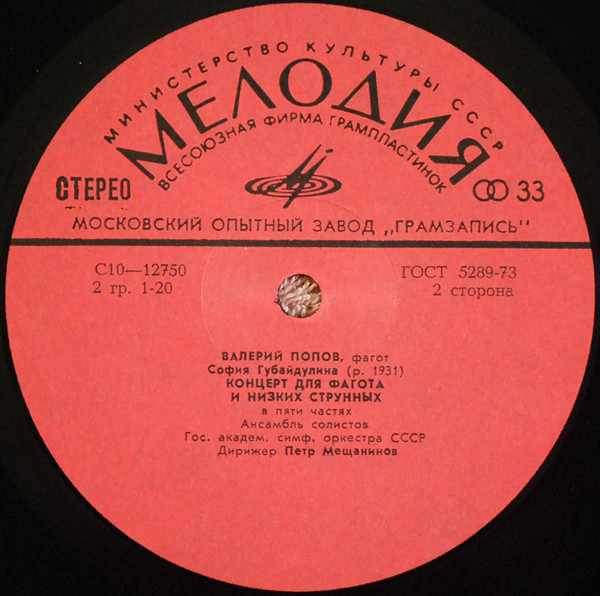 МИНИСТЕРСТВО КУЛЬТУРЫ СССР
МЕЛОДИЯ
ВСЕСОЮЗНАЯ ФИРМА ГРАМПЛАСТИНОК
СТЕРЕО
33
МОСКОВСКИЙ ОПЫТНЫЙ ЗАВОД „ГРАМЗАПИСЬ"
С10—12750
ГОСТ 5289-73
2 гр. 1-20
2 сторона
ВАЛЕРИЙ ПОПОВ, фагот
София Губайдулина (р. 1931)
КОНЦЕРТ ДЛЯ ФАГОТА
И НИЗКИХ СТРУННЫХ
в пяти частях
Ансамбль солистов
Гос. академ. симф. оркестра СССР
Дирижер Петр Мещанинов